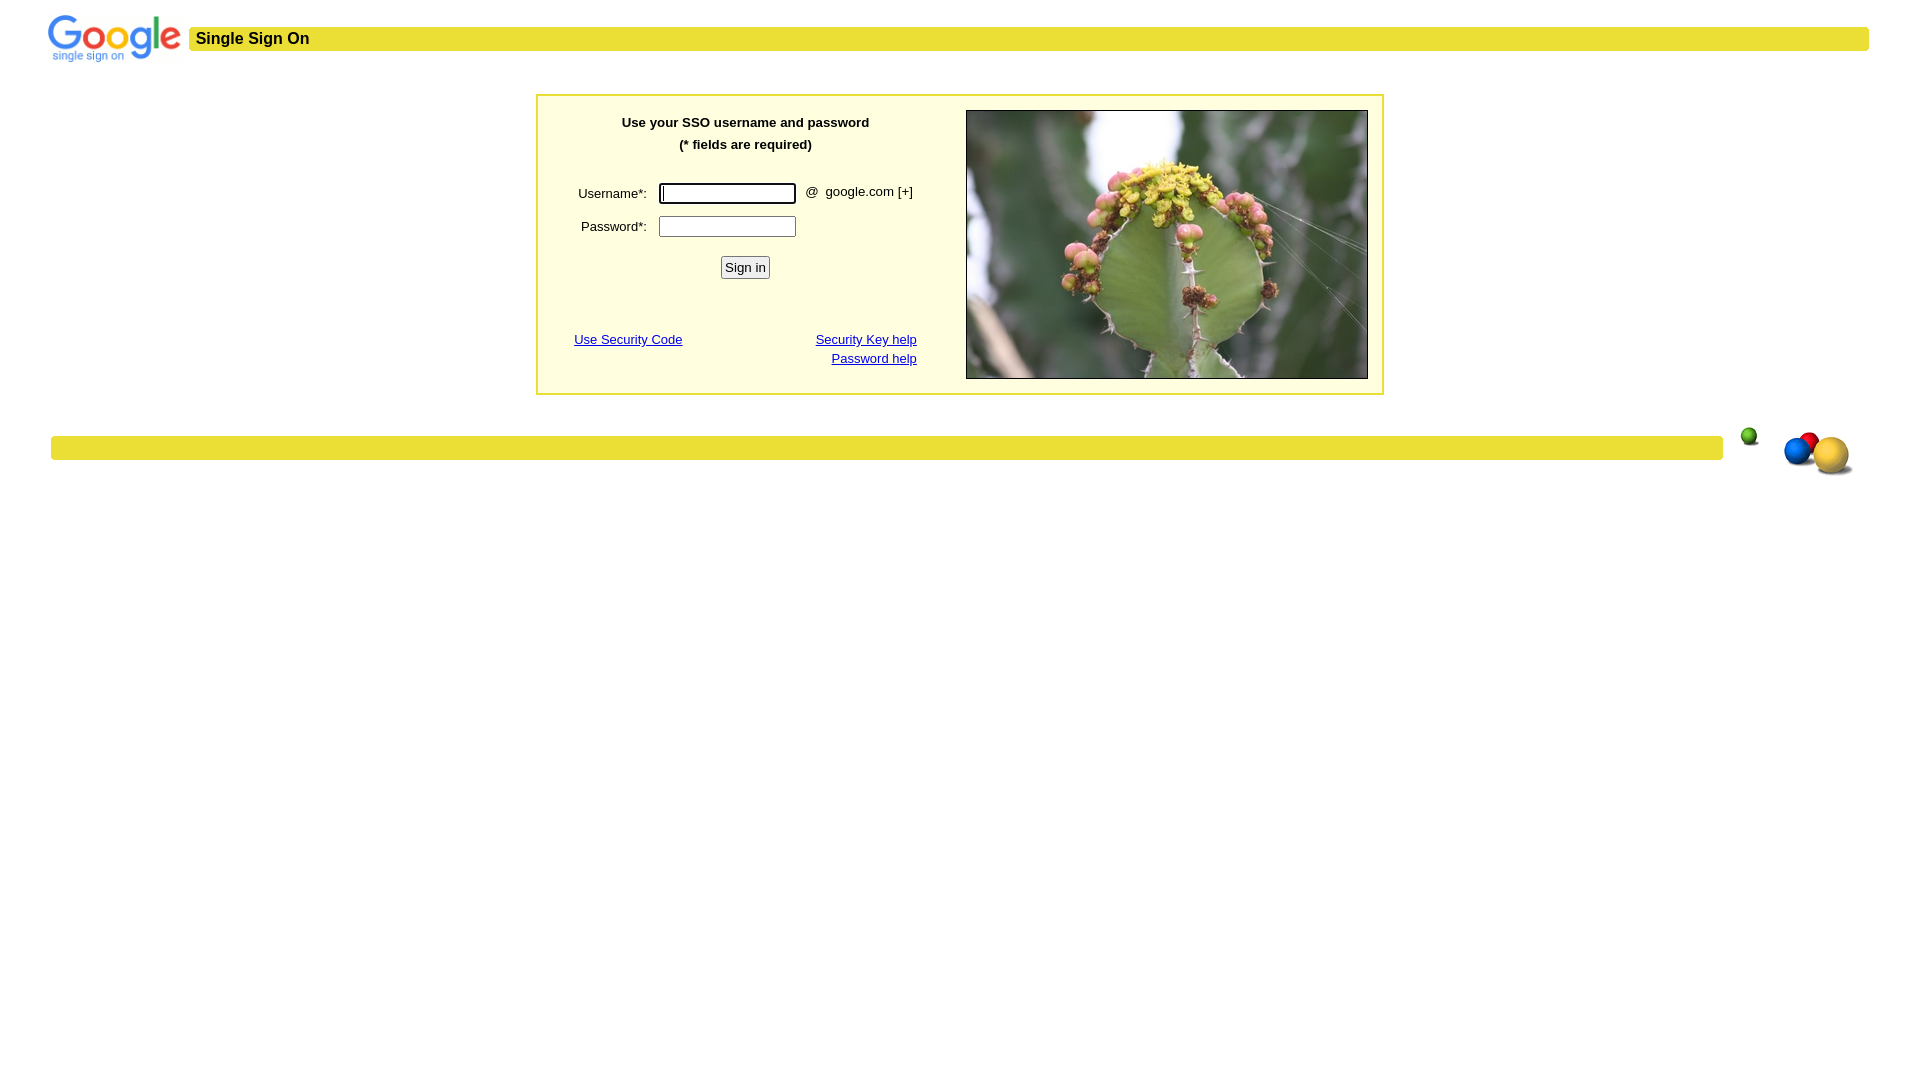 Google
single sign on
Single Sign On
Use your SSO username and password
(* fields are required)
Username*: @ google.com [+]
Password*:
Sign in
Use Security Code Security Key help
Password help